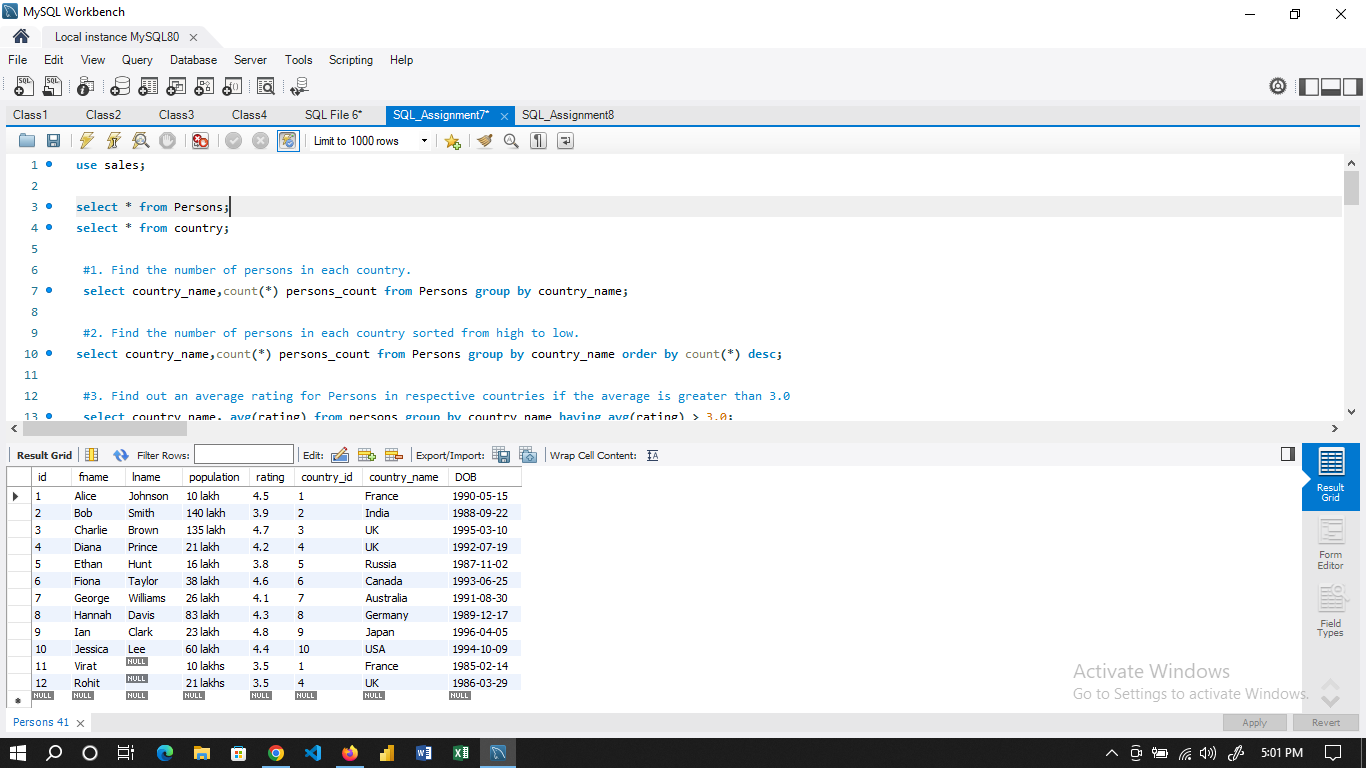 MySQL Workbench
Local instance MySQL80
File Edit View Query Database Server Tools Scripting Help
Class1 Class2 Class3 Class4 SQL File 6* SQL_Assignment7* SQL_Assignment8
Limit to 1000 rows
1 use sales;
2
3 select * from Persons;
4 select * from country;
5
6 #1. Find the number of persons in each country.
7 select country_name,count(*) persons_count from Persons group by country_name;
8
9 #2. Find the number of persons in each country sorted from high to low.
10 select country_name,count(*) persons_count from Persons group by country_name order by count(*) desc;
11
12 #3. Find out an average rating for Persons in respective countries if the average is greater than 3.0
13 select country_name, avg(rating) from persons group by country_name having avg(rating) > 3.0;
Result Grid Filter Rows: Edit: Export/Import: Wrap Cell Content: IA
id fname lname population rating country_id country_name DOB
1 Alice Johnson 10 lakh 4.5 1 France 1990-05-15
2 Bob Smith 140 lakh 3.9 2 India 1988-09-22
3 Charlie Brown 135 lakh 4.7 3 UK 1995-03-10
4 Diana Prince 21 lakh 4.2 4 UK 1992-07-19
5 Ethan Hunt 16 lakh 3.8 5 Russia 1987-11-02
6 Fiona Taylor 38 lakh 4.6 6 Canada 1993-06-25
7 George Williams 26 lakh 4.1 7 Australia 1991-08-30
8 Hannah Davis 83 lakh 4.3 8 Germany 1989-12-17
9 Ian Clark 23 lakh 4.8 9 Japan 1996-04-05
10 Jessica Lee 60 lakh 4.4 10 USA 1994-10-09
11 Virat NULL 10 lakhs 3.5 1 France 1985-02-14
12 Rohit NULL 21 lakhs 3.5 4 UK 1986-03-29
NULL NULL NULL NULL NULL NULL NULL NULL
Result
Grid
Form
Editor
Field
Types
Activate Windows
Go to Settings to activate Windows.
Persons 41
Apply Revert
5:01 PM